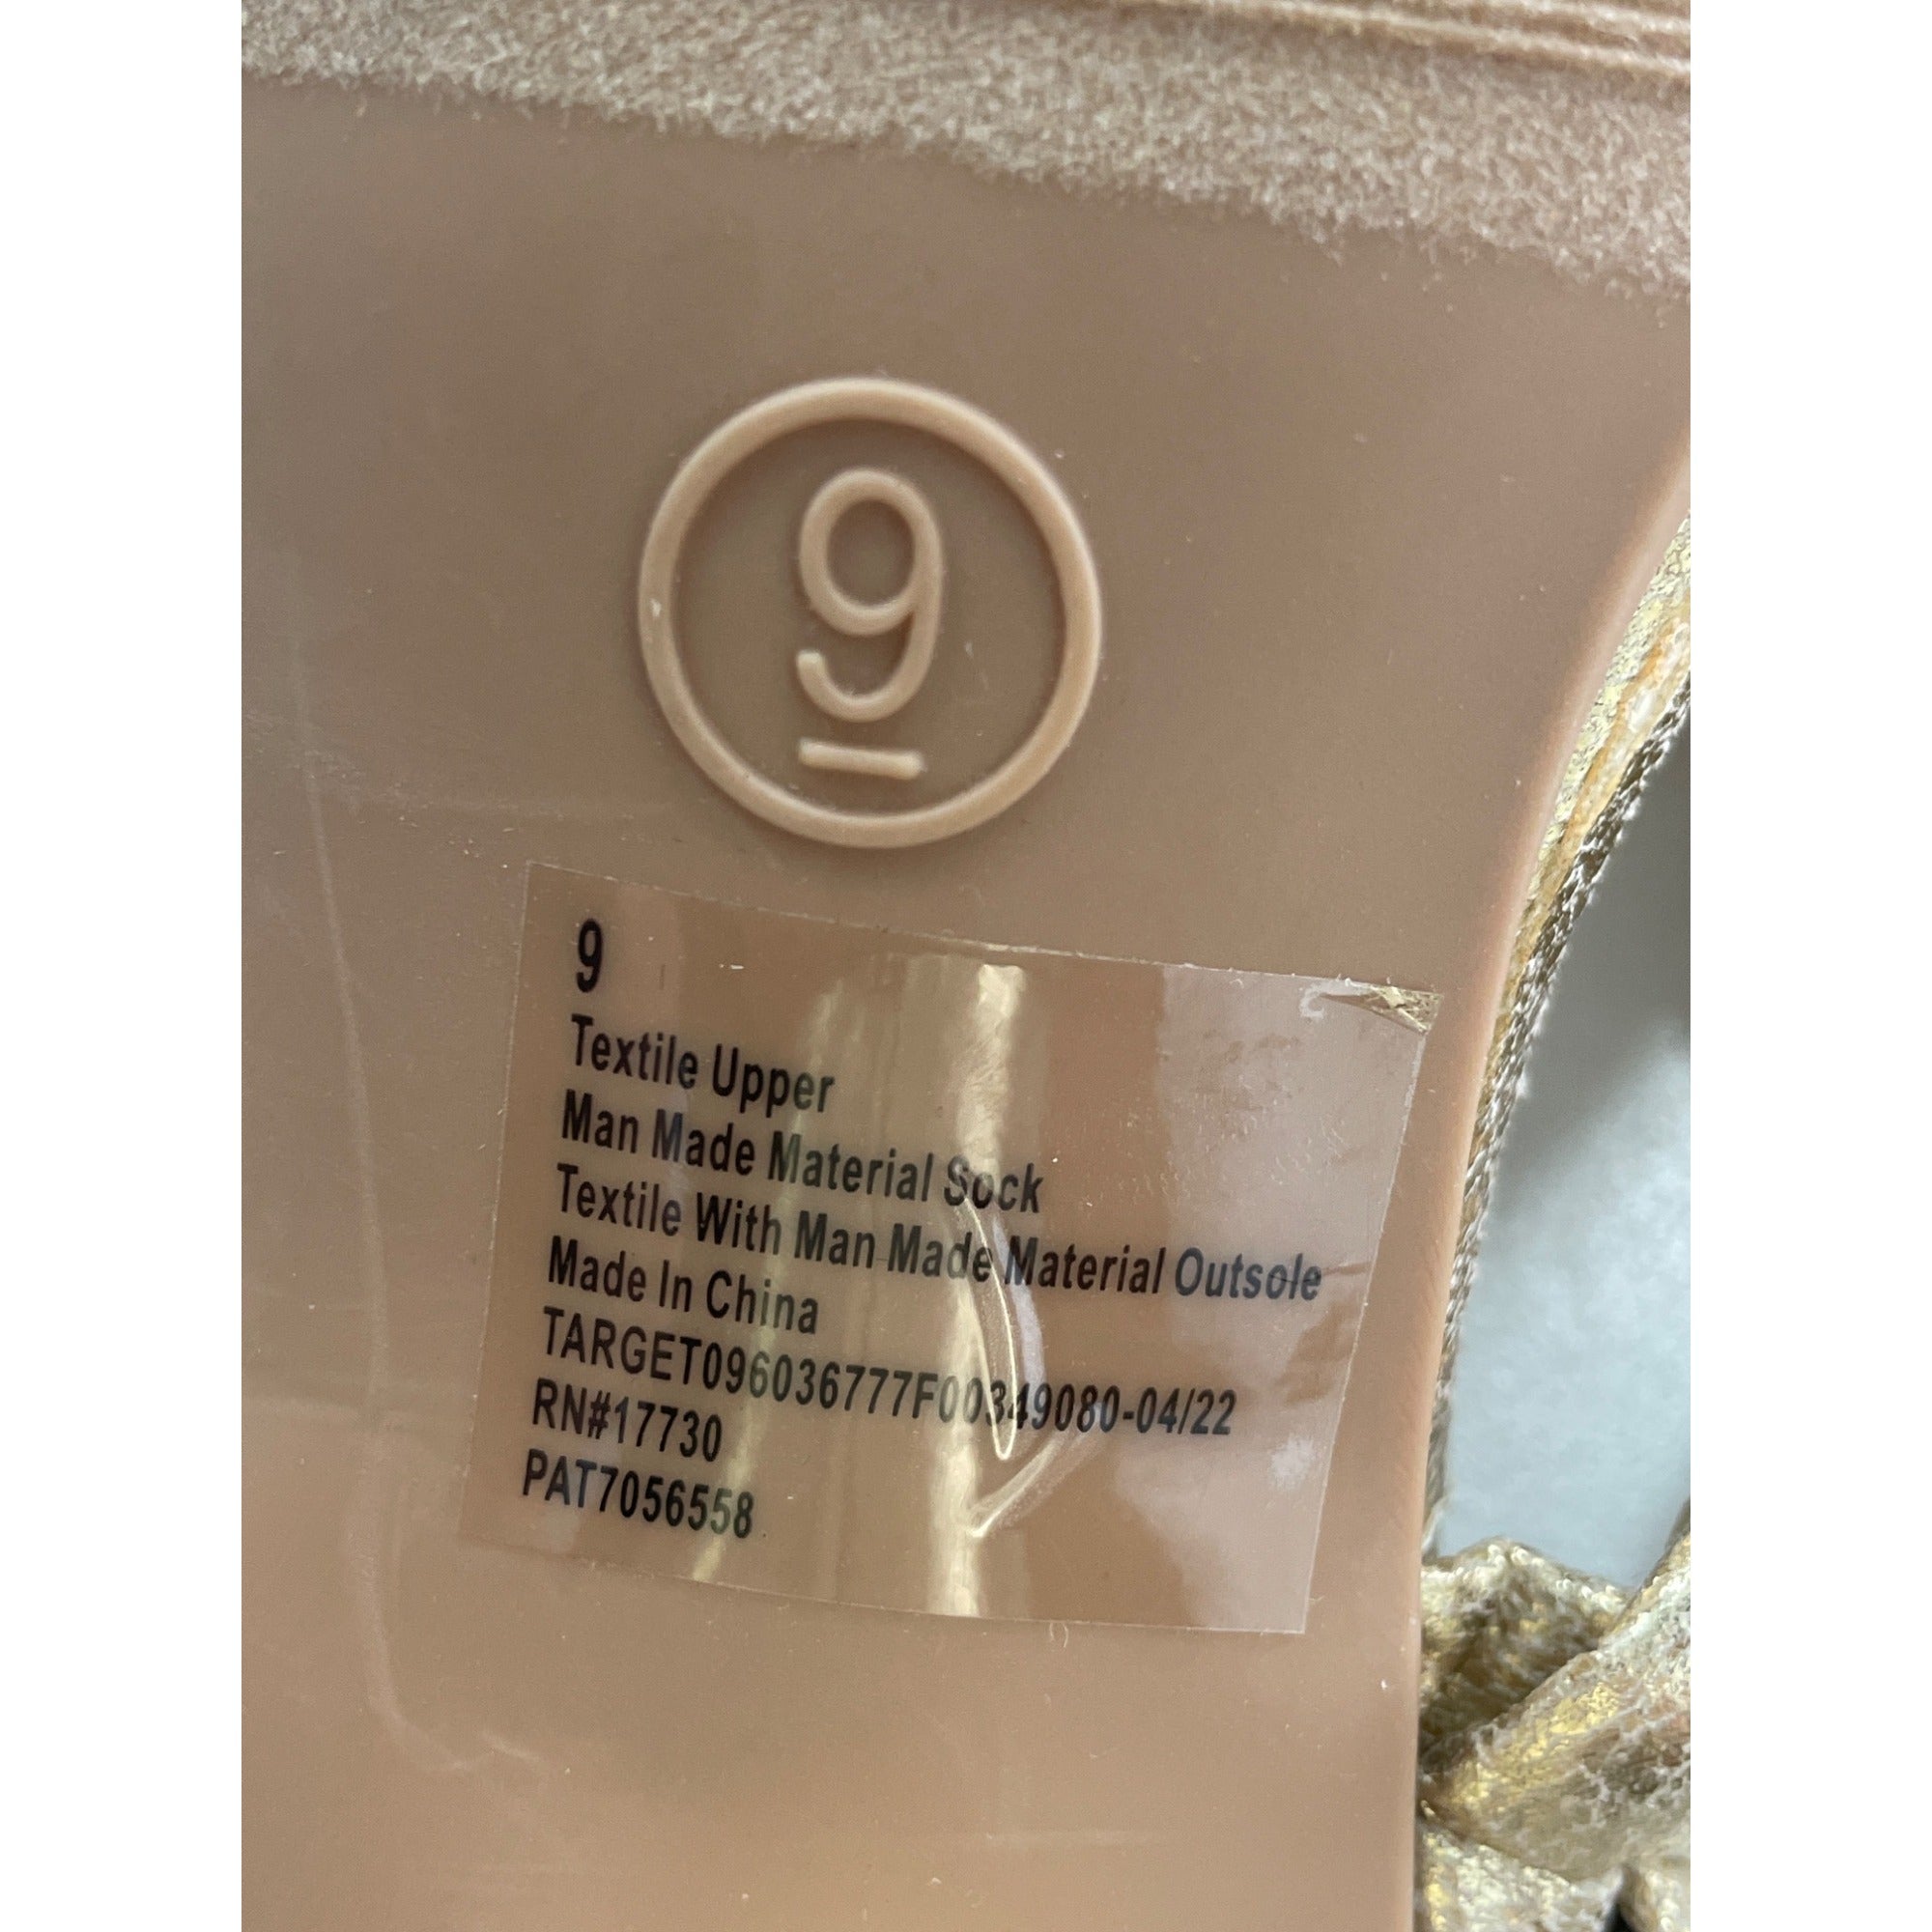 9
9
Textile Upper
Man Made Material Sock
Textile With Man Made Material Outsole
Made In China
TARGET096036777F00349080-04/22
RN#17730
PAT7056558